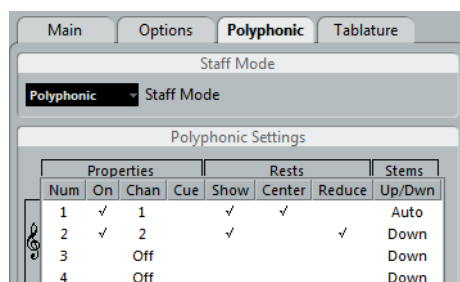 Main Options Polyphonic Tablature
Staff Mode
Polyphonic Staff Mode
Polyphonic Settings
Properties Rests Stems
Num On Chan Cue Show Center Reduce Up/Dwn
1 √ 1 √ √ Auto
2 √ 2 √ √ Down
3 Off Down
4 Off Down